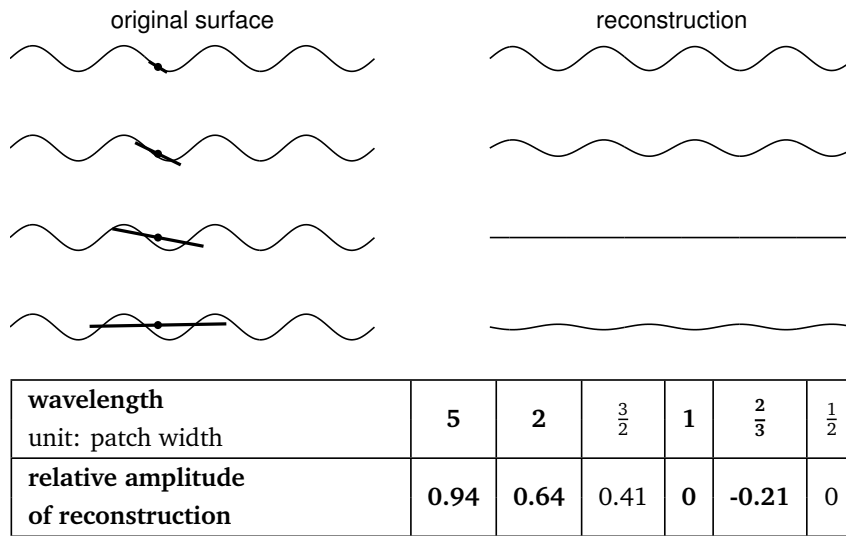 original surface reconstruction
wavelength
unit: patch width
5 2 3/2 1 2/3 1/2
relative amplitude
of reconstruction
0.94 0.64 0.41 0 -0.21 0